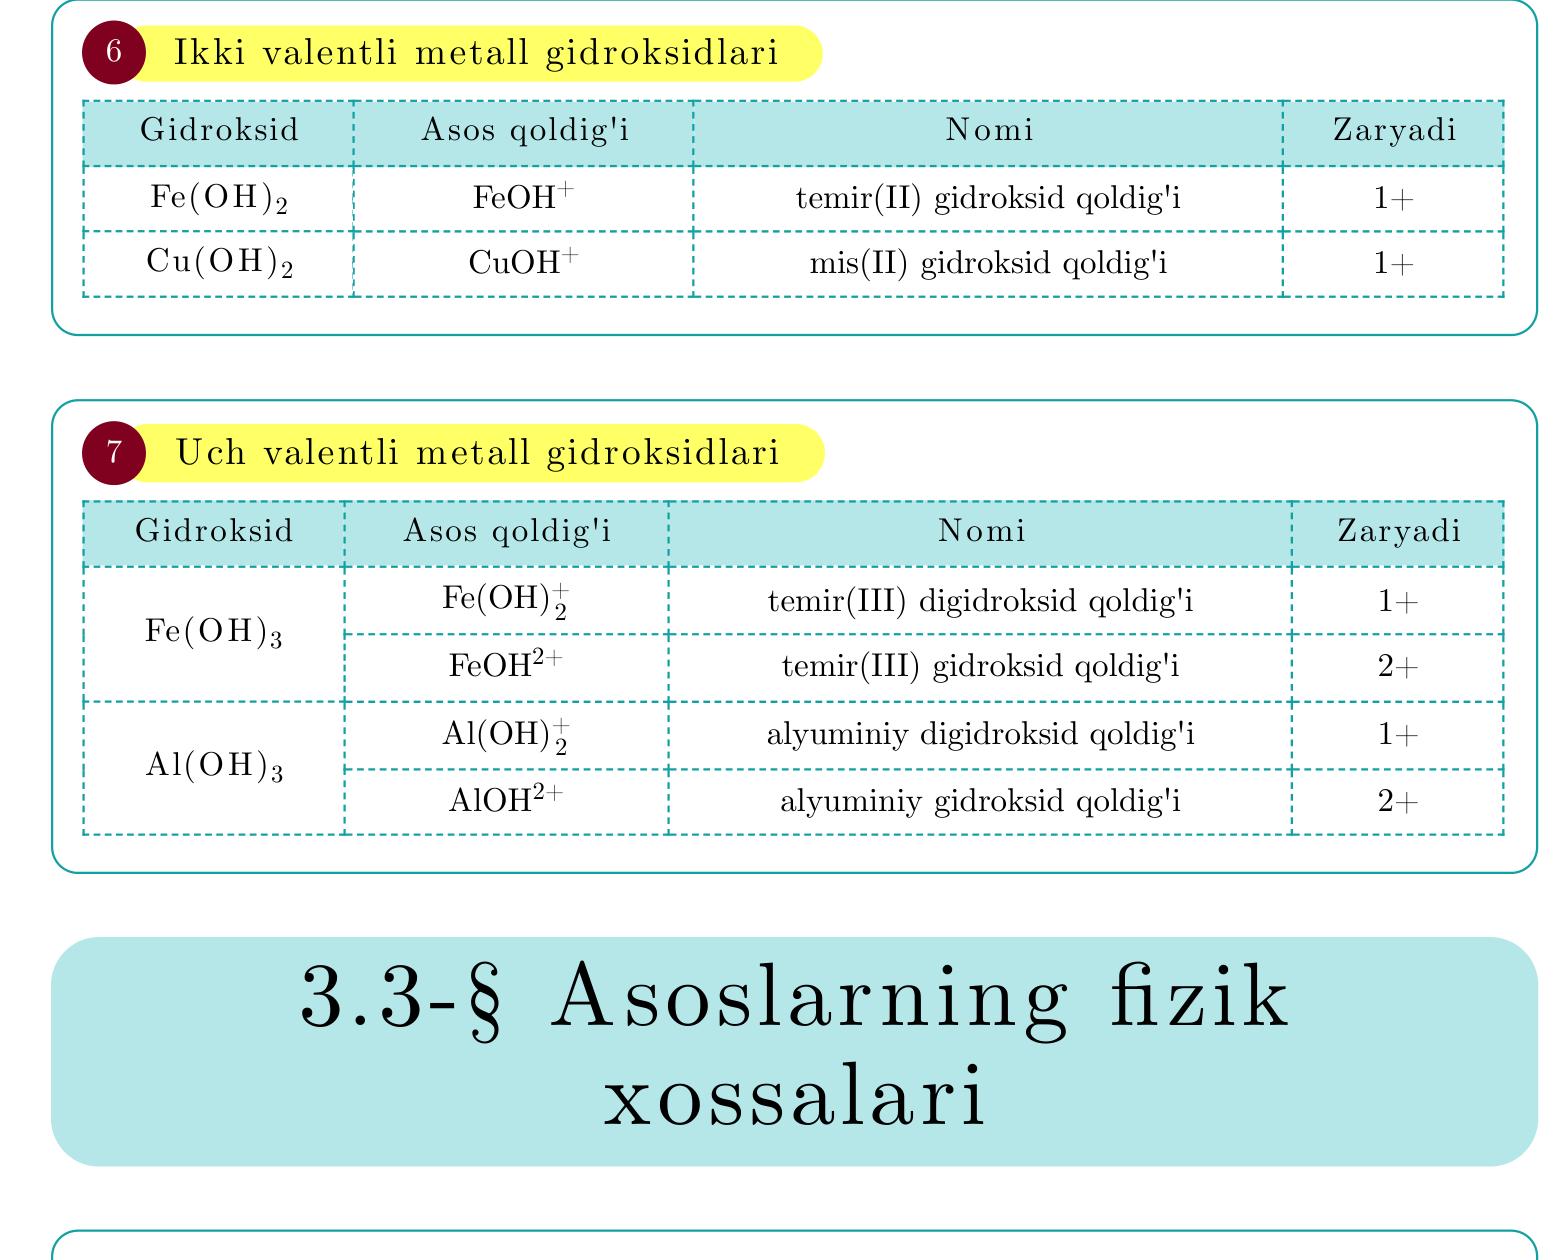 6 Ikki valentli metall gidroksidlari
Gidroksid Asos qoldig'i Nomi Zaryadi
Fe(OH)₂ FeOH⁺ temir(II) gidroksid qoldig'i 1+
Cu(OH)₂ CuOH⁺ mis(II) gidroksid qoldig'i 1+
7 Uch valentli metall gidroksidlari
Gidroksid Asos qoldig'i Nomi Zaryadi
Fe(OH)₃
Fe(OH)₂⁺ temir(III) digidroksid qoldig'i 1+
FeOH²⁺ temir(III) gidroksid qoldig'i 2+
Al(OH)₃
Al(OH)₂⁺ alyuminiy digidroksid qoldig'i 1+
AlOH²⁺ alyuminiy gidroksid qoldig'i 2+
3.3-§ Asoslarning fizik
xossalari